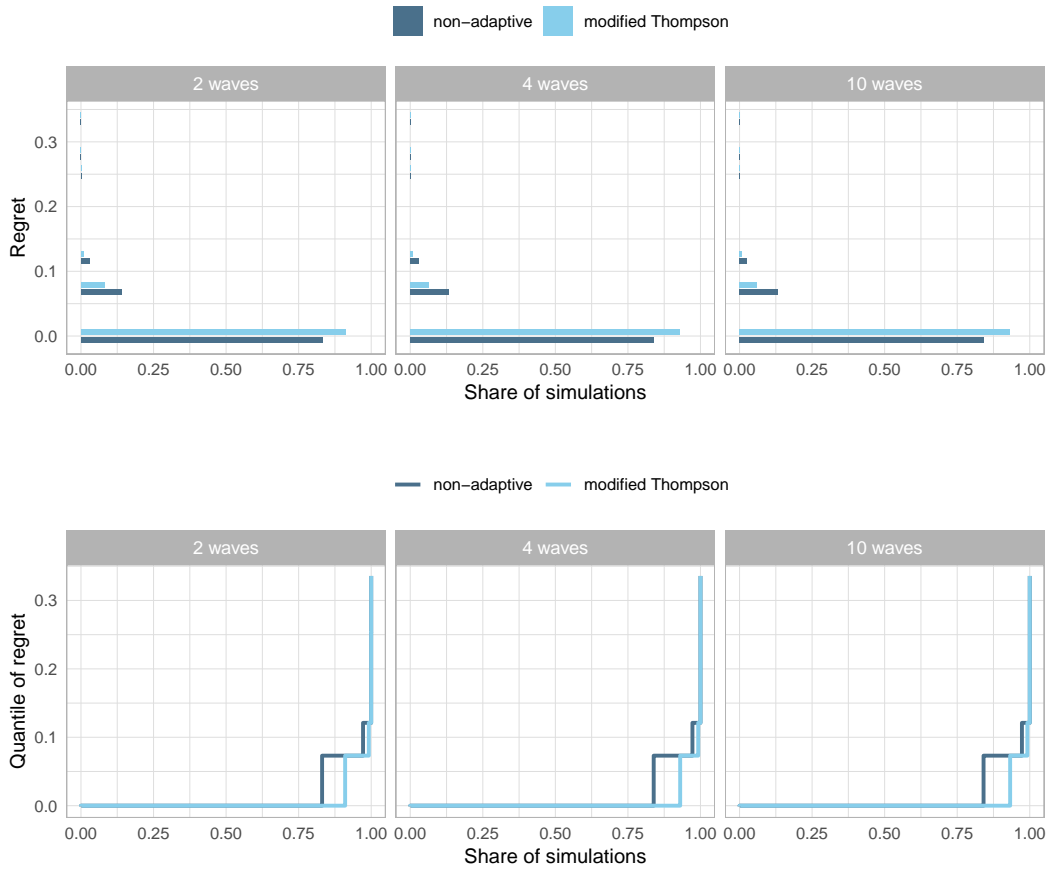 non−adaptive modified Thompson
2 waves 4 waves 10 waves
Regret
0.3
0.2
0.1
0.0
0.00 0.25 0.50 0.75 1.00 0.00 0.25 0.50 0.75 1.00 0.00 0.25 0.50 0.75 1.00
Share of simulations
non−adaptive modified Thompson
2 waves 4 waves 10 waves
Quantile of regret
0.3
0.2
0.1
0.0
0.00 0.25 0.50 0.75 1.00 0.00 0.25 0.50 0.75 1.00 0.00 0.25 0.50 0.75 1.00
Share of simulations